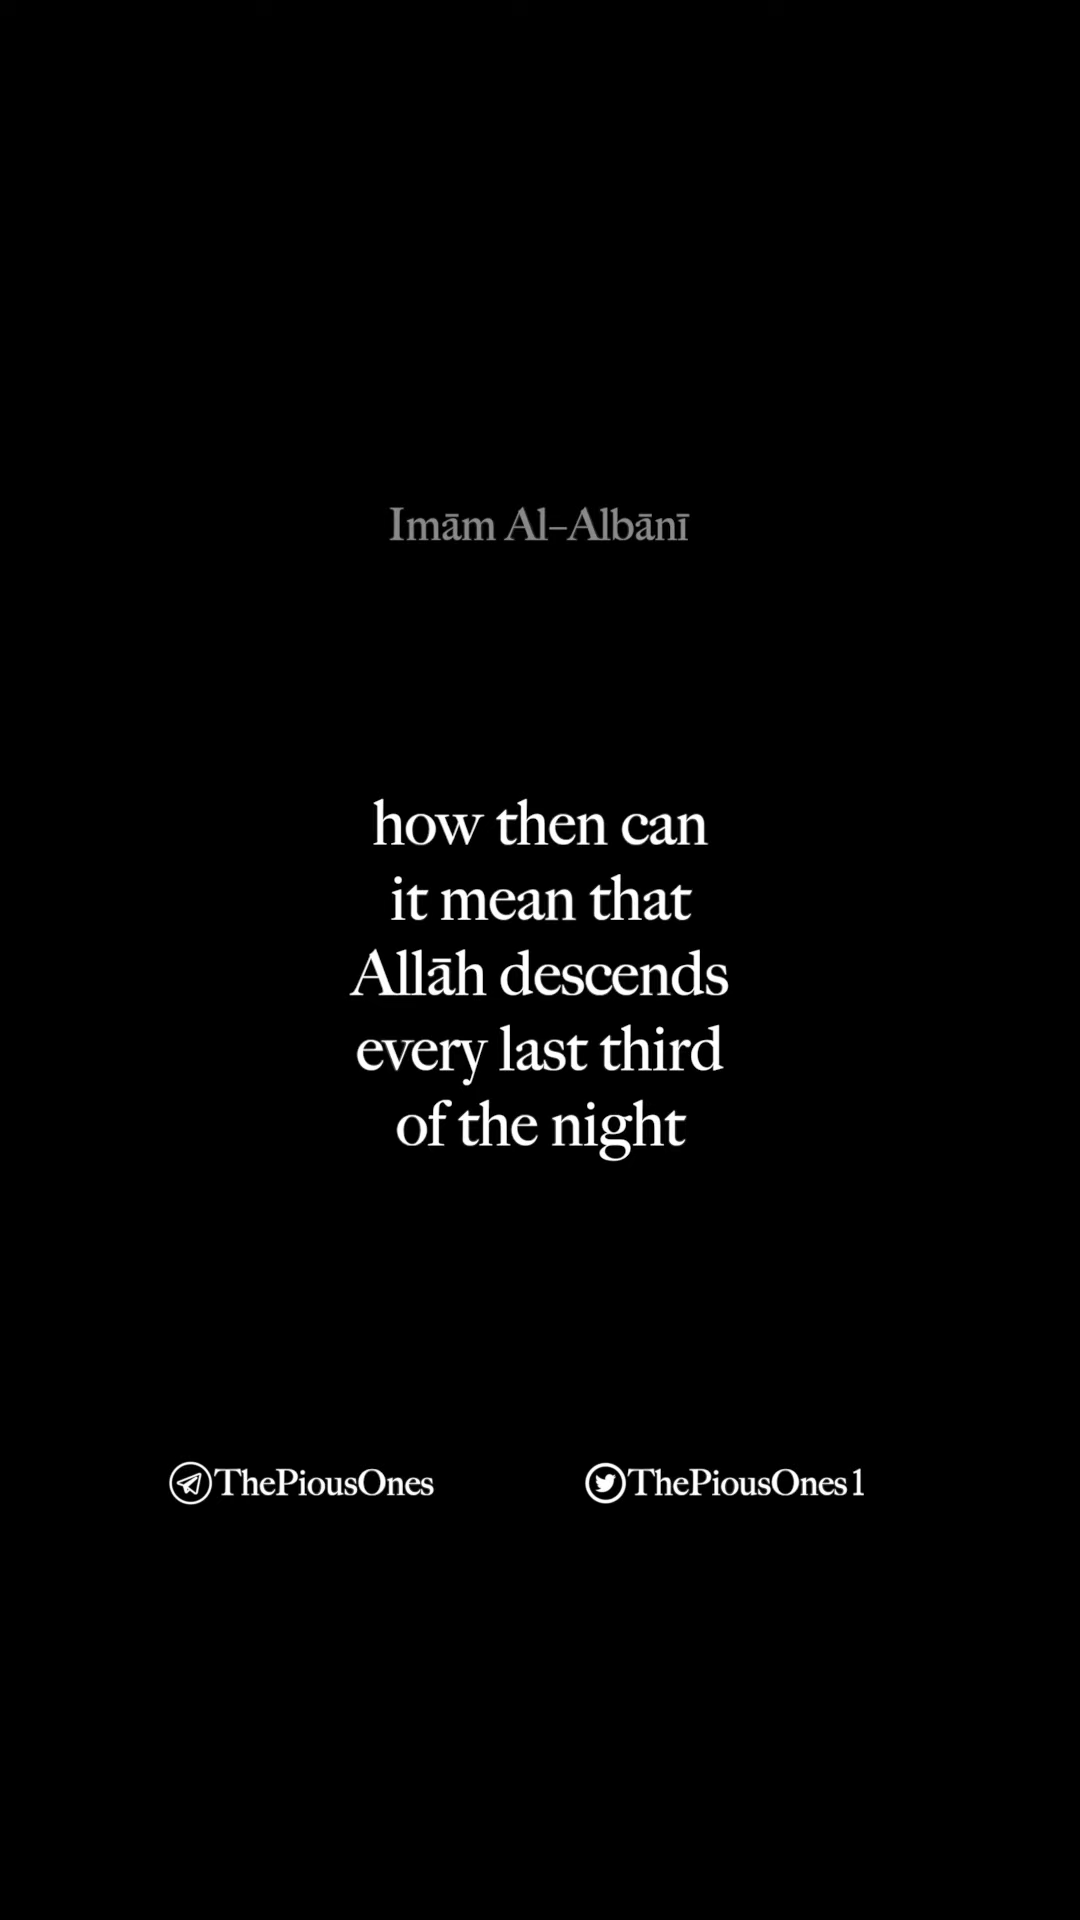 Imām Al-Albānī
how then can
it mean that
Allāh descends
every last third
of the night
ThePiousOnes
ThePiousOnes1